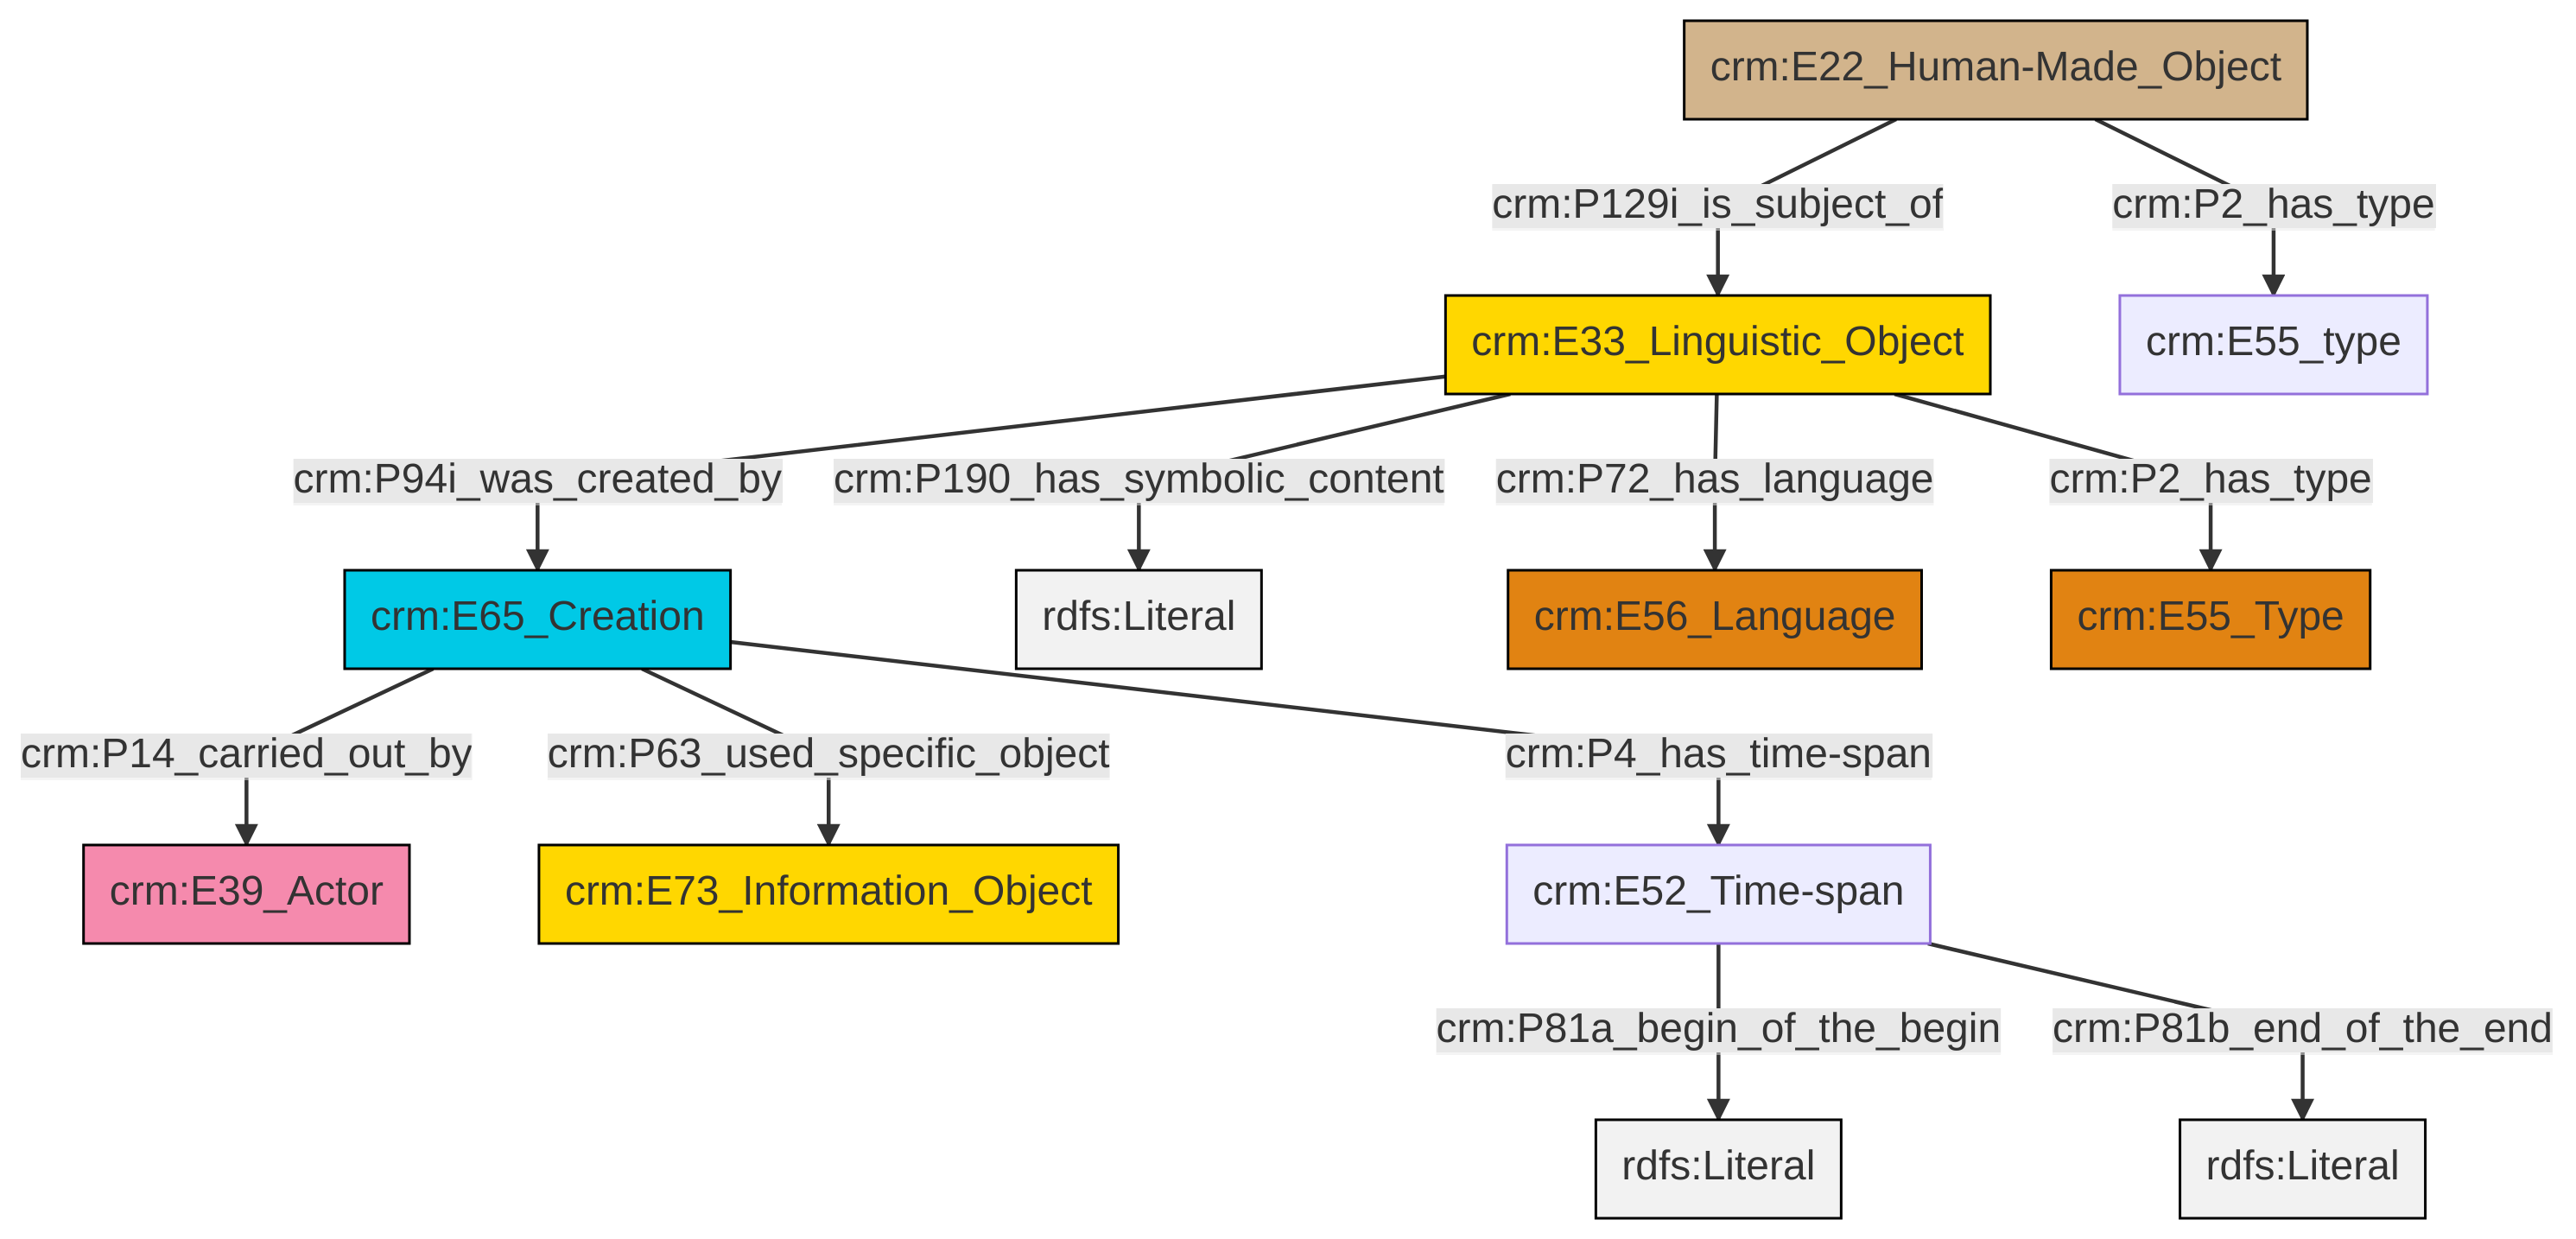 crm:E22_Human-Made_Object
crm:P129i_is_subject_of
crm:P2_has_type
crm:E33_Linguistic_Object
crm:E55_type
crm:P94i_was_created_by
crm:P190_has_symbolic_content
crm:P72_has_language
crm:P2_has_type
crm:E65_Creation
rdfs:Literal
crm:E56_Language
crm:E55_Type
crm:P14_carried_out_by
crm:P63_used_specific_object
crm:P4_has_time-span
crm:E39_Actor
crm:E73_Information_Object
crm:E52_Time-span
crm:P81a_begin_of_the_begin
crm:P81b_end_of_the_end
rdfs:Literal
rdfs:Literal